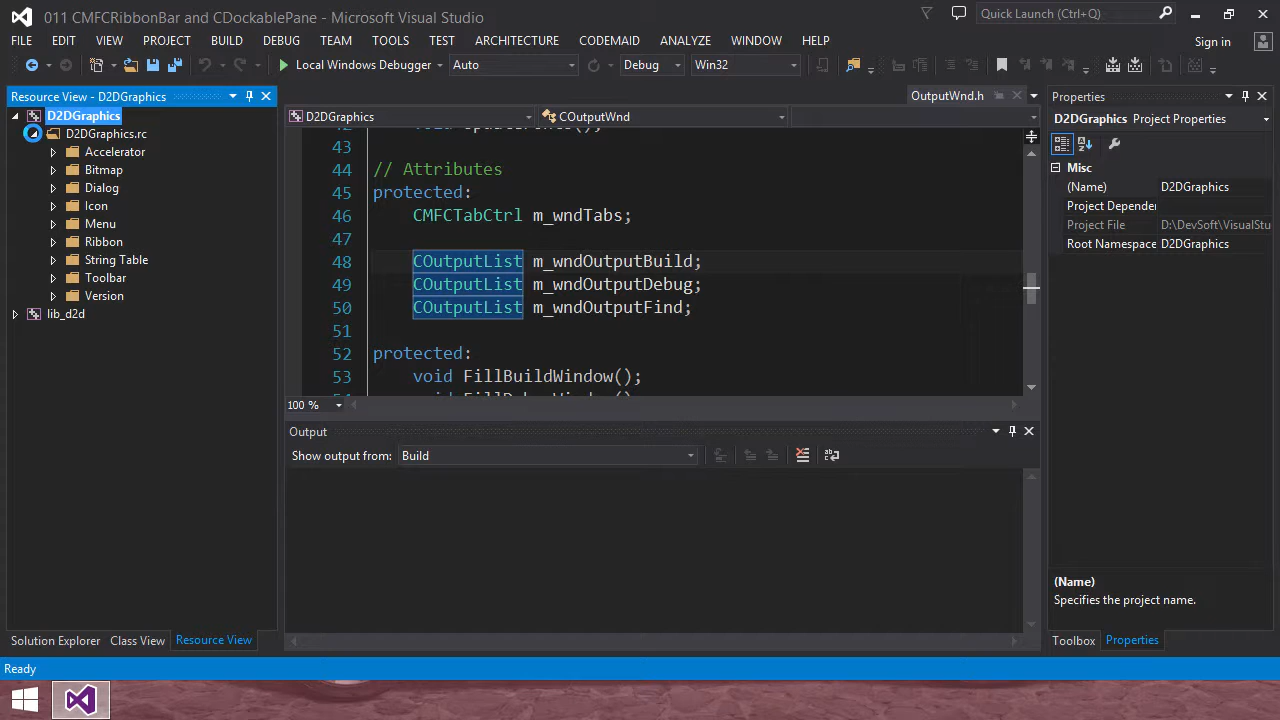 011 CMFCRibbonBar and CDockablePane - Microsoft Visual Studio
Quick Launch (Ctrl+Q)
FILE EDIT VIEW PROJECT BUILD DEBUG TEAM TOOLS TEST ARCHITECTURE CODEMAID ANALYZE WINDOW HELP
Sign in
Local Windows Debugger Auto Debug Win32
Resource View - D2DGraphics
D2DGraphics
D2DGraphics.rc
Accelerator
Bitmap
Dialog
Icon
Menu
Ribbon
String Table
Toolbar
Version
lib_d2d
Solution Explorer Class View Resource View
OutputWnd.h
D2DGraphics COutputWnd
42
43
44 // Attributes
45 protected:
46 CMFCTabCtrl m_wndTabs;
47
48 COutputList m_wndOutputBuild;
49 COutputList m_wndOutputDebug;
50 COutputList m_wndOutputFind;
51
52 protected:
53 void FillBuildWindow();
100 %
Output
Show output from: Build
Properties
D2DGraphics Project Properties
Misc
(Name) D2DGraphics
Project Depender
Project File D:\DevSoft\VisualStu
Root Namespace D2DGraphics
(Name)
Specifies the project name.
Toolbox Properties
Ready